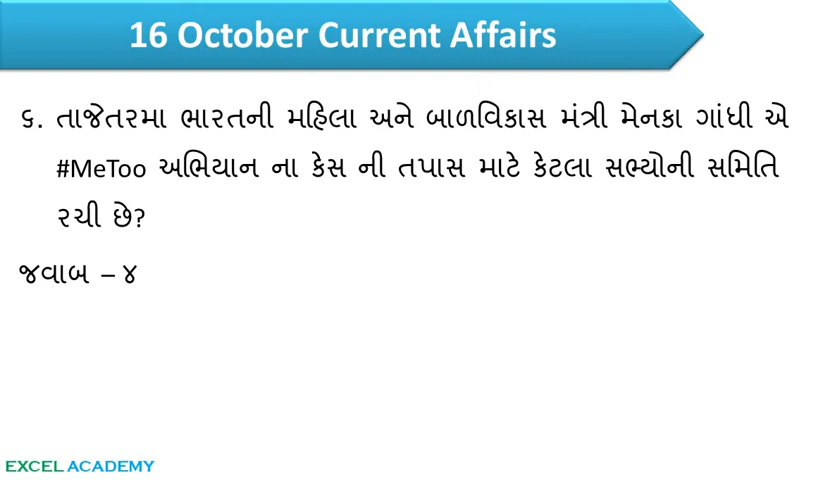 16 October Current Affairs
૬. તાજેતરમા ભારતની મહિલા અને બાળવિકાસ મંત્રી મેનકા ગાંધી એ
#MeToo અભિયાન ના કેસ ની તપાસ માટે કેટલા સભ્યોની સમિતિ
રચી છે?
જવાબ – ૪
EXCEL ACADEMY